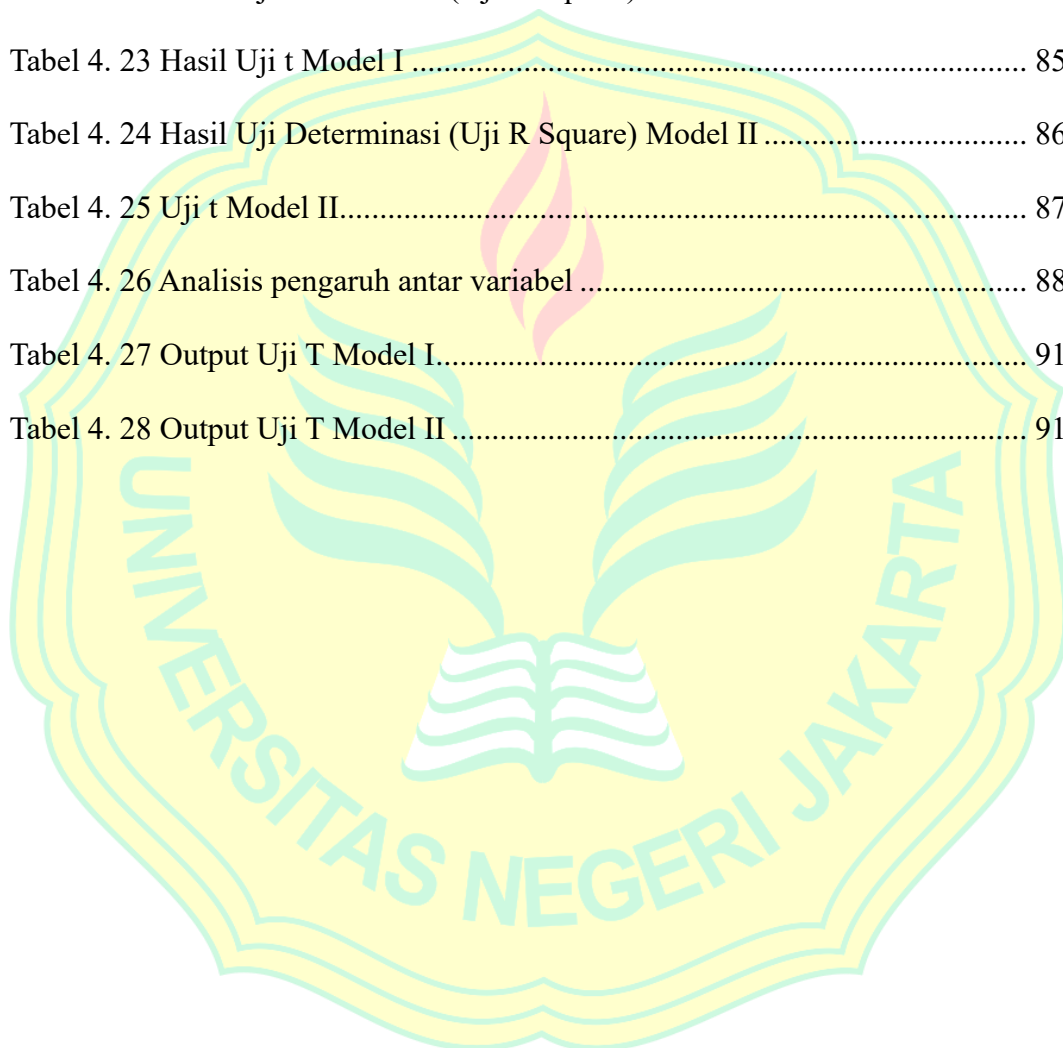 Tabel 4. 23 Hasil Uji t Model I ........................................................................... 85
Tabel 4. 24 Hasil Uji Determinasi (Uji R Square) Model II ................................ 86
Tabel 4. 25 Uji t Model II.................................................................................... 87
Tabel 4. 26 Analisis pengaruh antar variabel ...................................................... 88
Tabel 4. 27 Output Uji T Model I........................................................................ 91
Tabel 4. 28 Output Uji T Model II ...................................................................... 91
UNIVERSITAS NEGERI JAKARTA